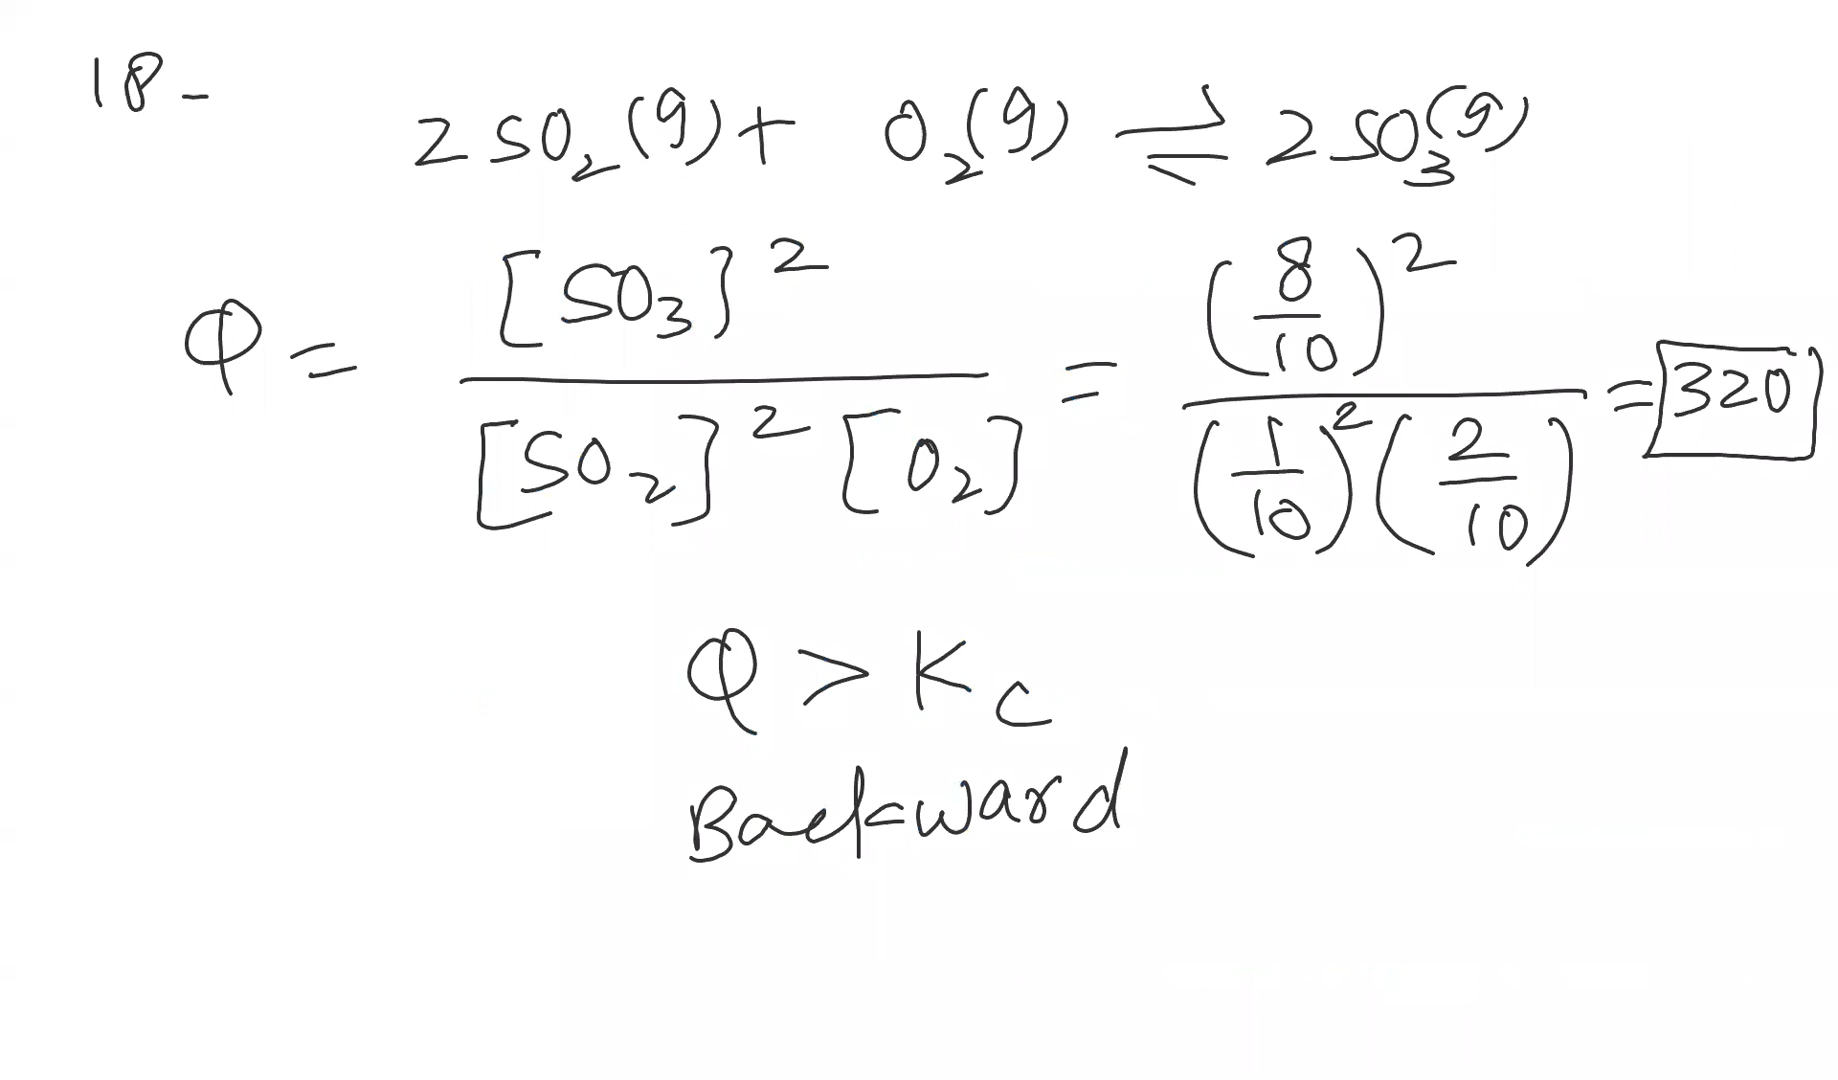 18-
2SO₂(g) + O₂(g) ⇌ 2SO₃(g)
Q = [SO₃]² / [SO₂]² [O₂] = (8/10)² / (1/10)² (2/10) = 320
Q > Kc
Backward